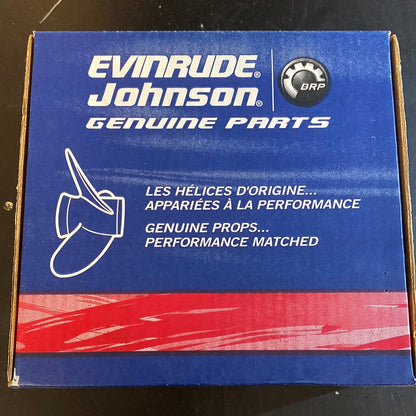 EVINRUDE®
Johnson®
BRP
GENUINE PARTS
LES HÉLICES D'ORIGINE...
APPARIÉES À LA PERFORMANCE
GENUINE PROPS...
PERFORMANCE MATCHED